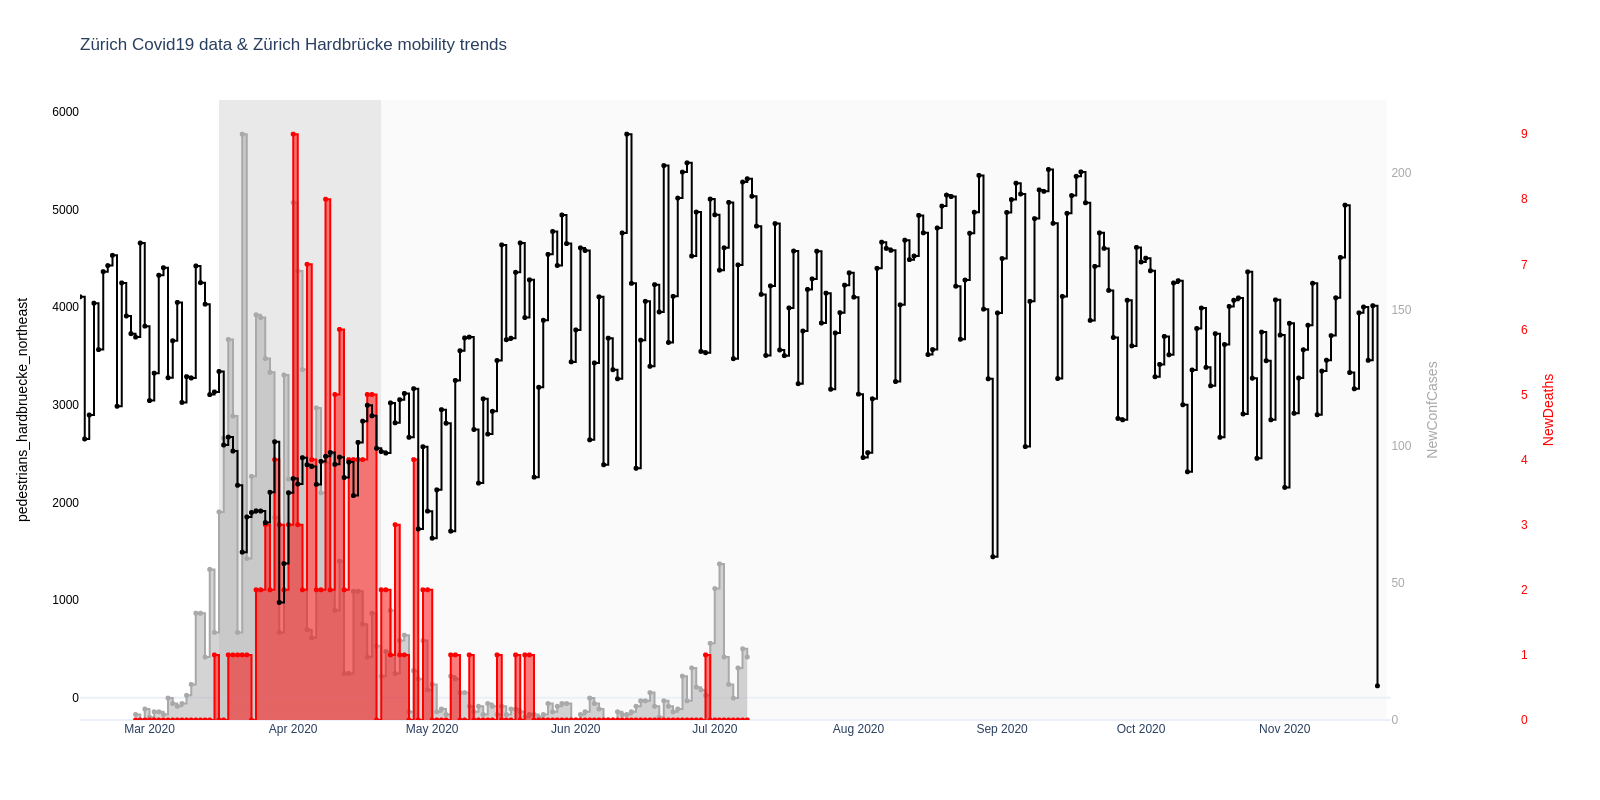 Zürich Covid19 data & Zürich Hardbrücke mobility trends
6000
5000
4000
3000
2000
1000
0
pedestrians_hardbruecke_northeast
Mar 2020
Apr 2020
May 2020
Jun 2020
Jul 2020
Aug 2020
Sep 2020
Oct 2020
Nov 2020
200
150
100
50
0
NewConfCases
9
8
7
6
5
4
3
2
1
0
NewDeaths